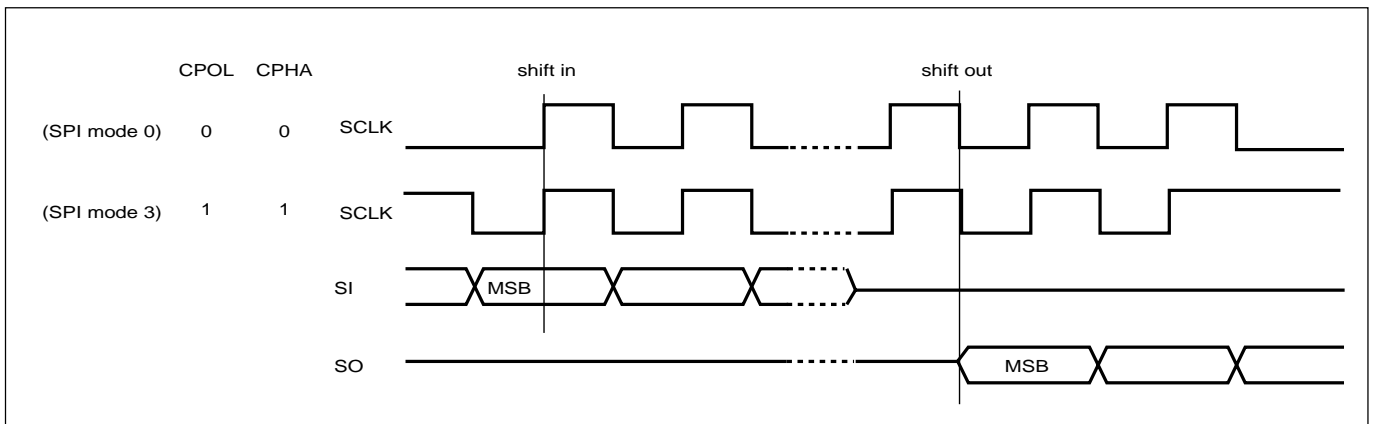 CPOL CPHA shift in shift out
(SPI mode 0) 0 0 SCLK
(SPI mode 3) 1 1 SCLK
SI MSB
SO MSB